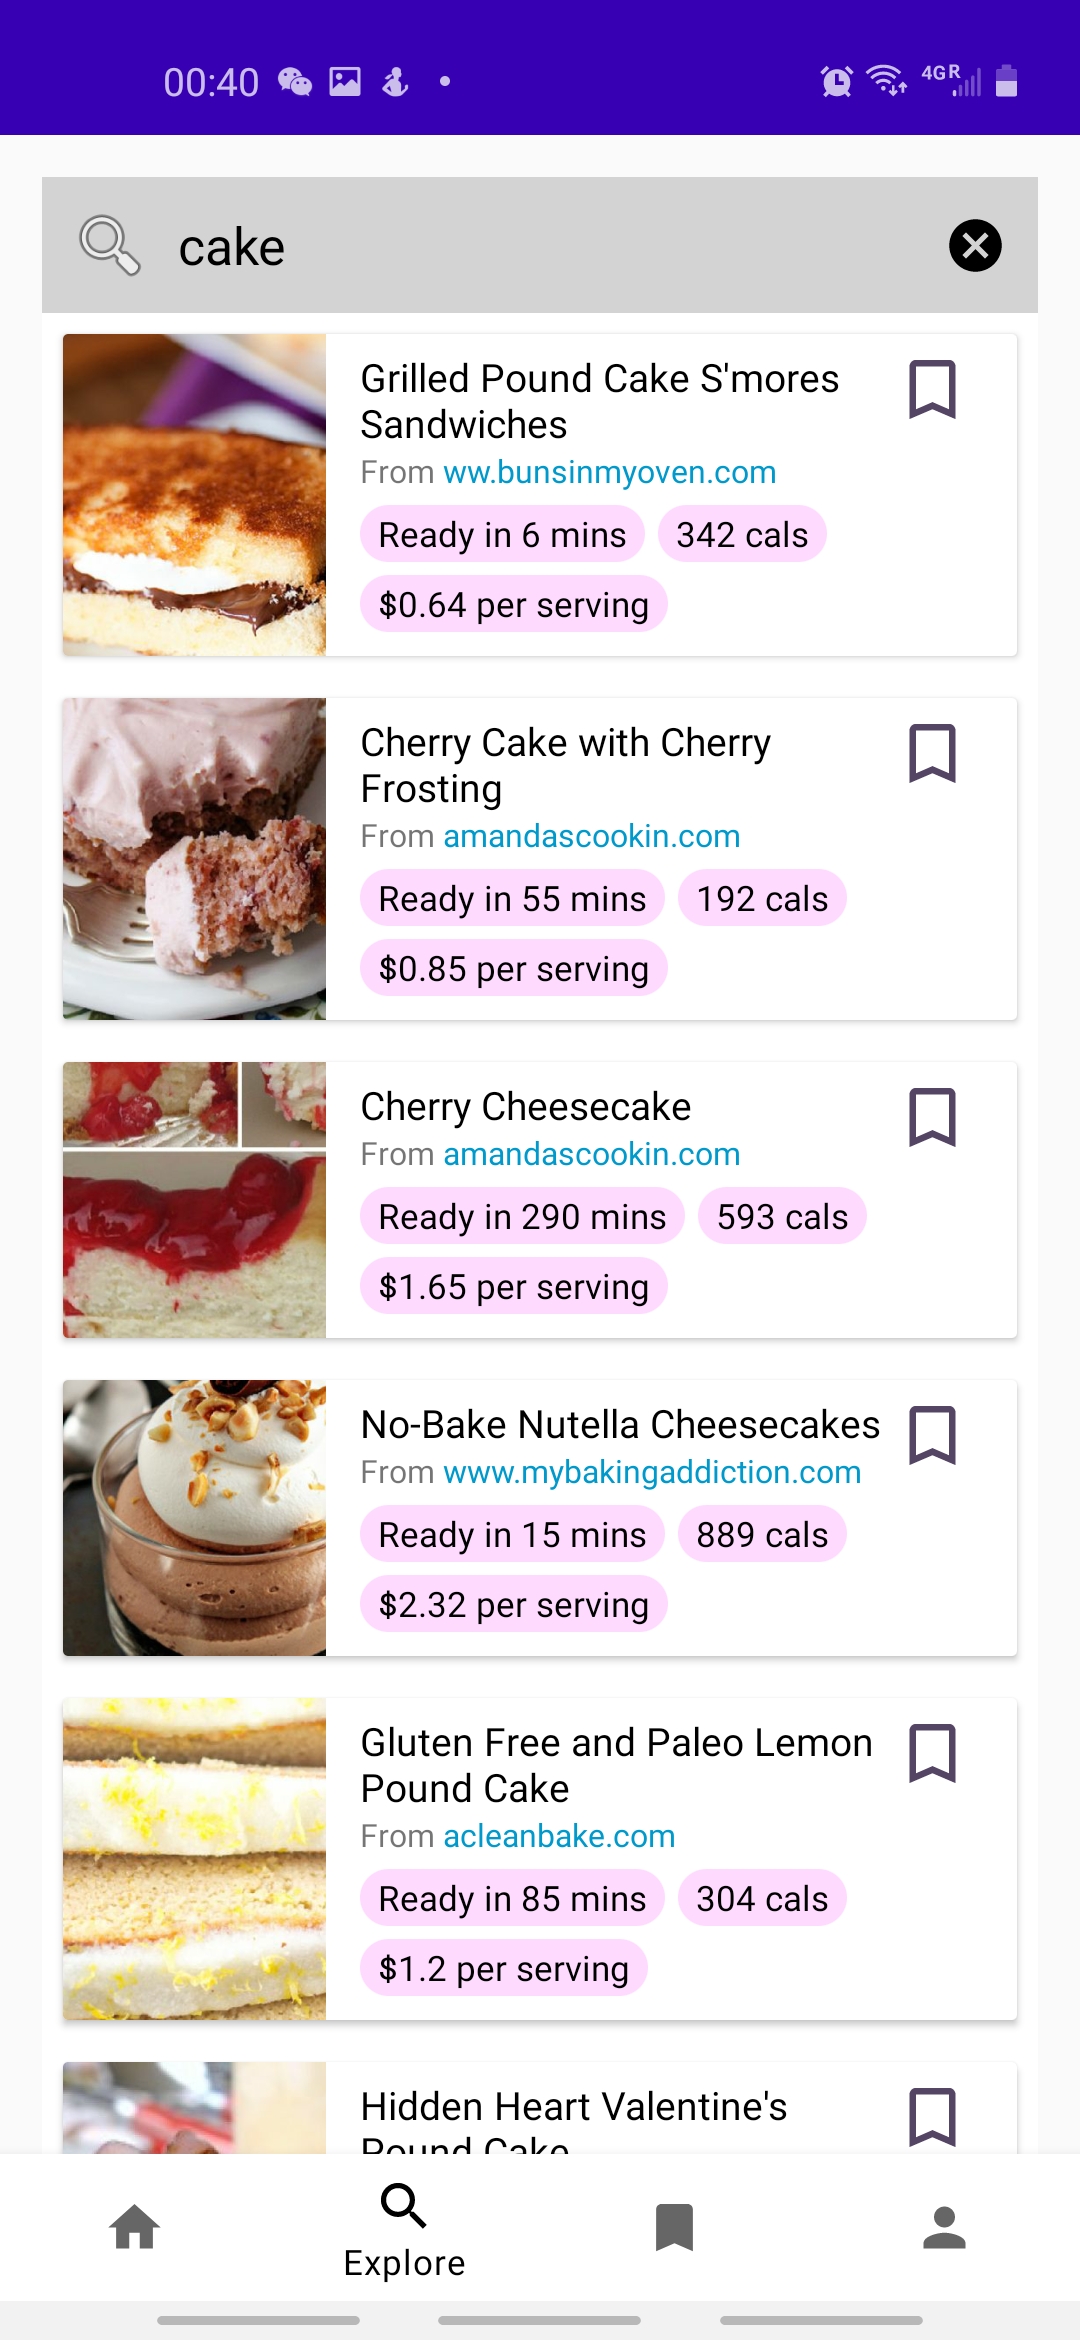 00:40
4G R
cake
Grilled Pound Cake S'mores
Sandwiches
From ww.bunsinmyoven.com
Ready in 6 mins 342 cals
$0.64 per serving
Cherry Cake with Cherry
Frosting
From amandascookin.com
Ready in 55 mins 192 cals
$0.85 per serving
Cherry Cheesecake
From amandascookin.com
Ready in 290 mins 593 cals
$1.65 per serving
No-Bake Nutella Cheesecakes
From www.mybakingaddiction.com
Ready in 15 mins 889 cals
$2.32 per serving
Gluten Free and Paleo Lemon
Pound Cake
From acleanbake.com
Ready in 85 mins 304 cals
$1.2 per serving
Hidden Heart Valentine's
Pound Cake
Explore